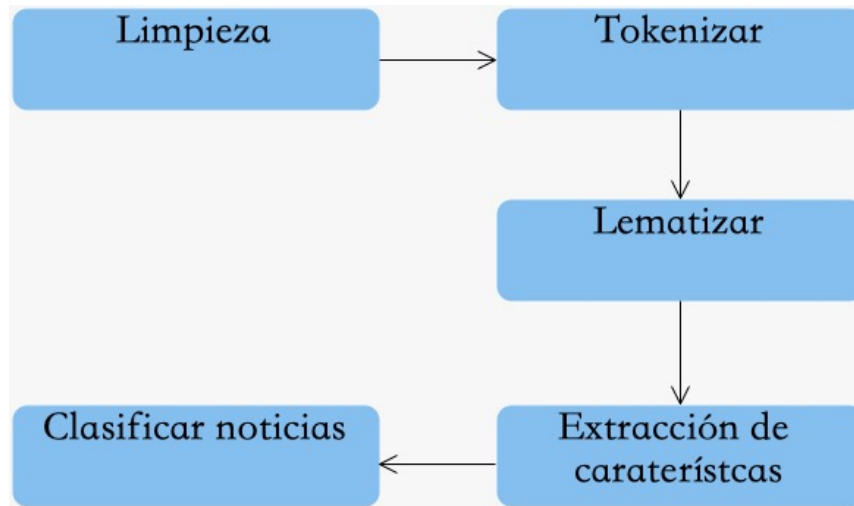 Limpieza
Tokenizar
Lematizar
Extracción de
caraterístcas
Clasificar noticias